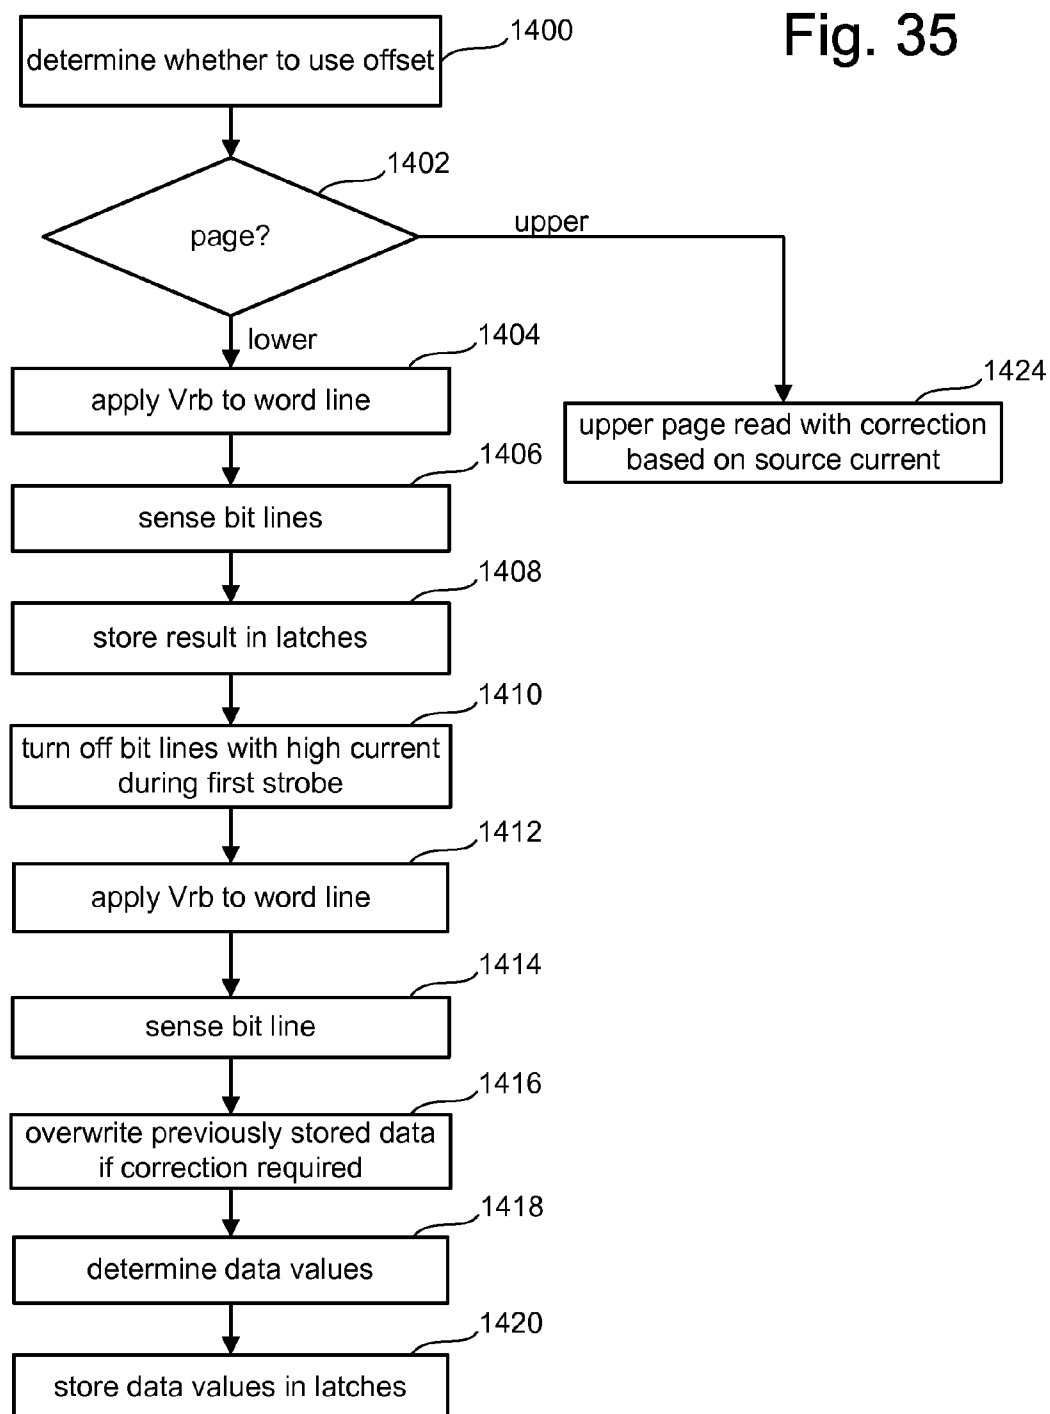 Fig. 35
1400
determine whether to use offset
1402
page?
upper
lower
1404
apply Vrb to word line
1424
upper page read with correction
based on source current
1406
sense bit lines
1408
store result in latches
1410
turn off bit lines with high current
during first strobe
1412
apply Vrb to word line
1414
sense bit line
1416
overwrite previously stored data
if correction required
1418
determine data values
1420
store data values in latches